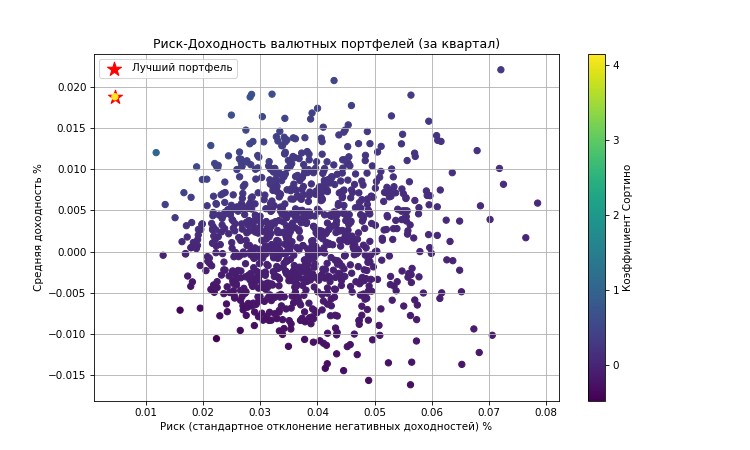 Риск-Доходность валютных портфелей (за квартал)
Лучший портфель
Средняя доходность %
0.020
0.015
0.010
0.005
0.000
−0.005
−0.010
−0.015
0.01 0.02 0.03 0.04 0.05 0.06 0.07 0.08
Риск (стандартное отклонение негативных доходностей) %
4
3
2
1
0
Коэффициент Сортино